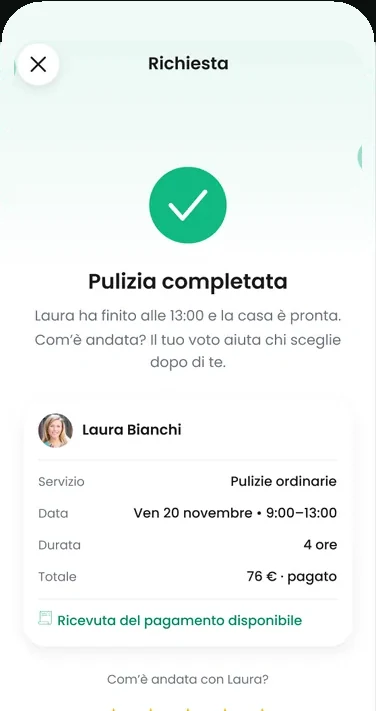 Richiesta
Pulizia completata
Laura ha finito alle 13:00 e la casa è pronta.
Com’è andata? Il tuo voto aiuta chi sceglie
dopo di te.
Laura Bianchi
Servizio Pulizie ordinarie
Data Ven 20 novembre • 9:00–13:00
Durata 4 ore
Totale 76 € · pagato
Ricevuta del pagamento disponibile
Com’è andata con Laura?